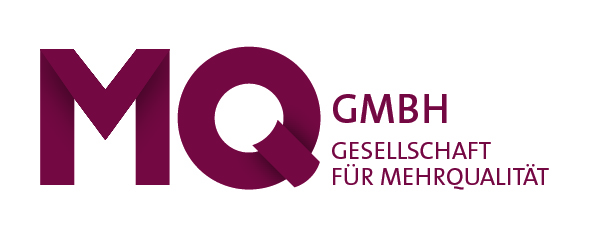 MQ
GMBH
GESELLSCHAFT
FÜR MEHRQUALITÄT